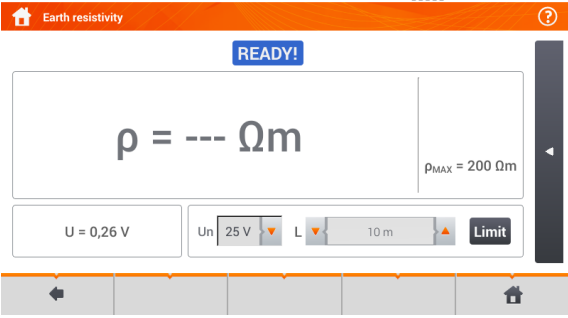 Earth resistivity
?
READY!
ρ = --- Ωm
ρMAX = 200 Ωm
U = 0,26 V
Un 25 V L 10 m Limit